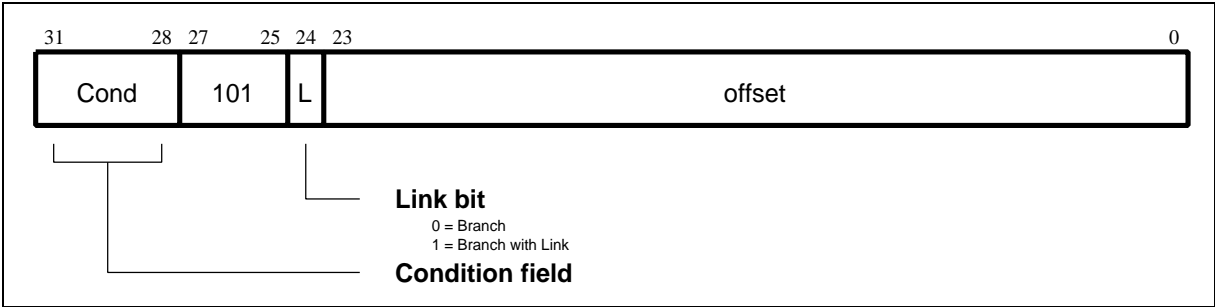 31 28 27 25 24 23 0
Cond 101 L offset
Link bit
0 = Branch
1 = Branch with Link
Condition field